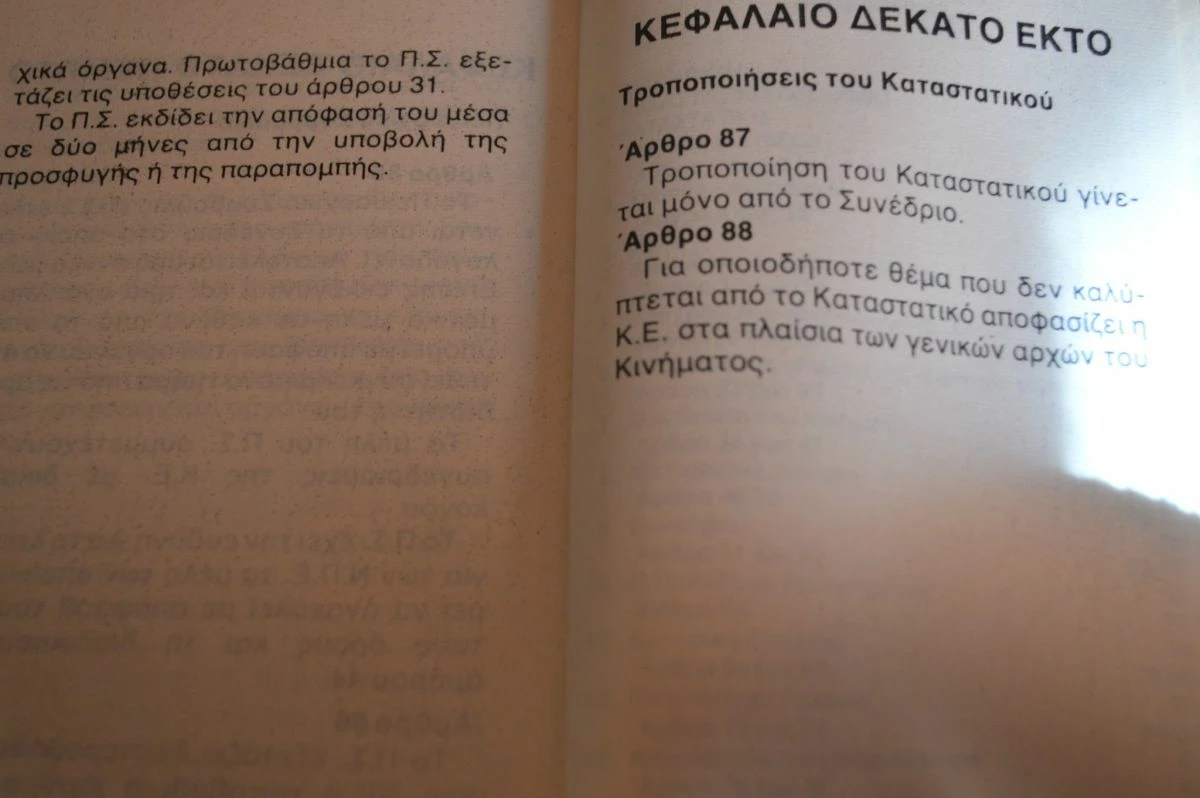 χικά όργανα. Πρωτοβάθμια το Π.Σ. εξε-
τάζει τις υποθέσεις του άρθρου 31.
Το Π.Σ. εκδίδει την απόφασή του μέσα
σε δύο μήνες από την υποβολή της
προσφυγής ή της παραπομπής.
ΚΕΦΑΛΑΙΟ ΔΕΚΑΤΟ ΕΚΤΟ
Τροποποιήσεις του Καταστατικού
Άρθρο 87
Τροποποίηση του Καταστατικού γίνε-
ται μόνο από το Συνέδριο.
Άρθρο 88
Για οποιοδήποτε θέμα που δεν καλύ-
πτεται από το Καταστατικό αποφασίζει η
Κ.Ε. στα πλαίσια των γενικών αρχών του
Κινήματος.